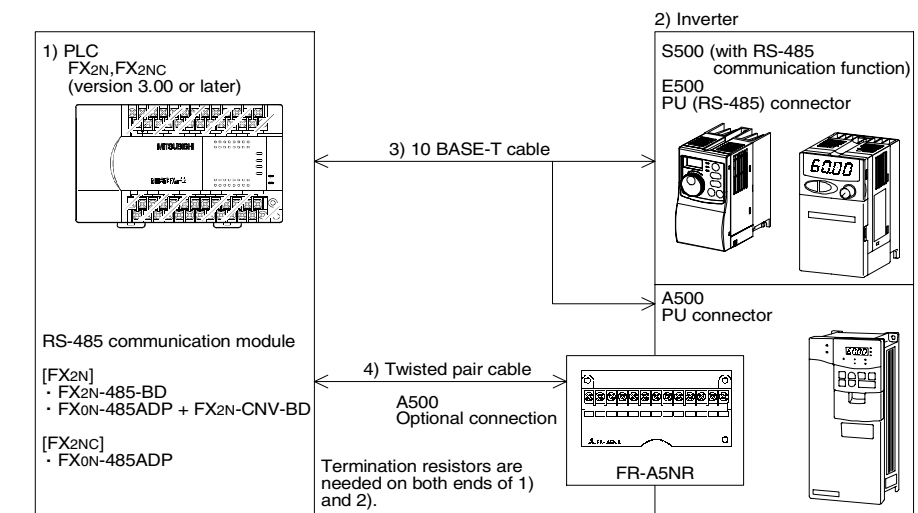 2) Inverter
1) PLC
FX2N,FX2NC
(version 3.00 or later)
MITSUBISHI
S500 (with RS-485
communication function)
E500
PU (RS-485) connector
3) 10 BASE-T cable
60.00
A500
PU connector
60.00
RS-485 communication module
[FX2N]
・FX2N-485-BD
・FX0N-485ADP + FX2N-CNV-BD
[FX2NC]
・FX0N-485ADP
4) Twisted pair cable
A500
Optional connection
Termination resistors are
needed on both ends of 1)
and 2).
FR-A5NR